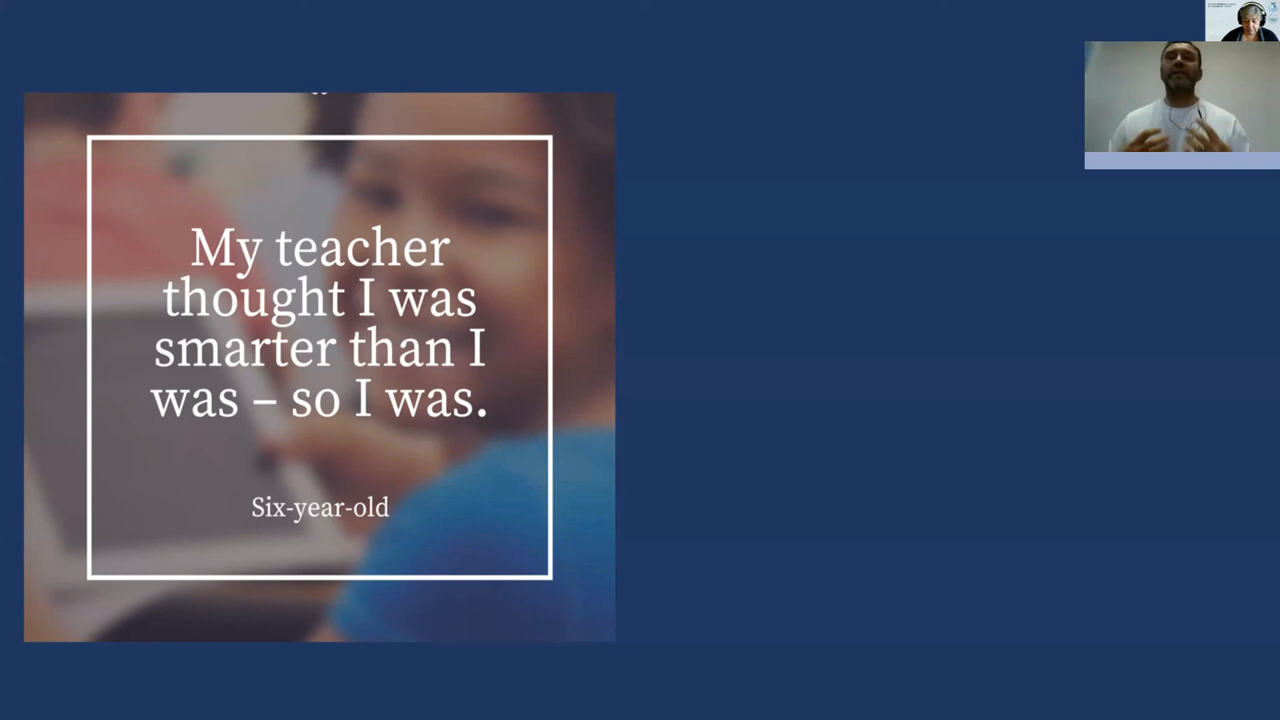 My teacher
thought I was
smarter than I
was – so I was.
Six-year-old